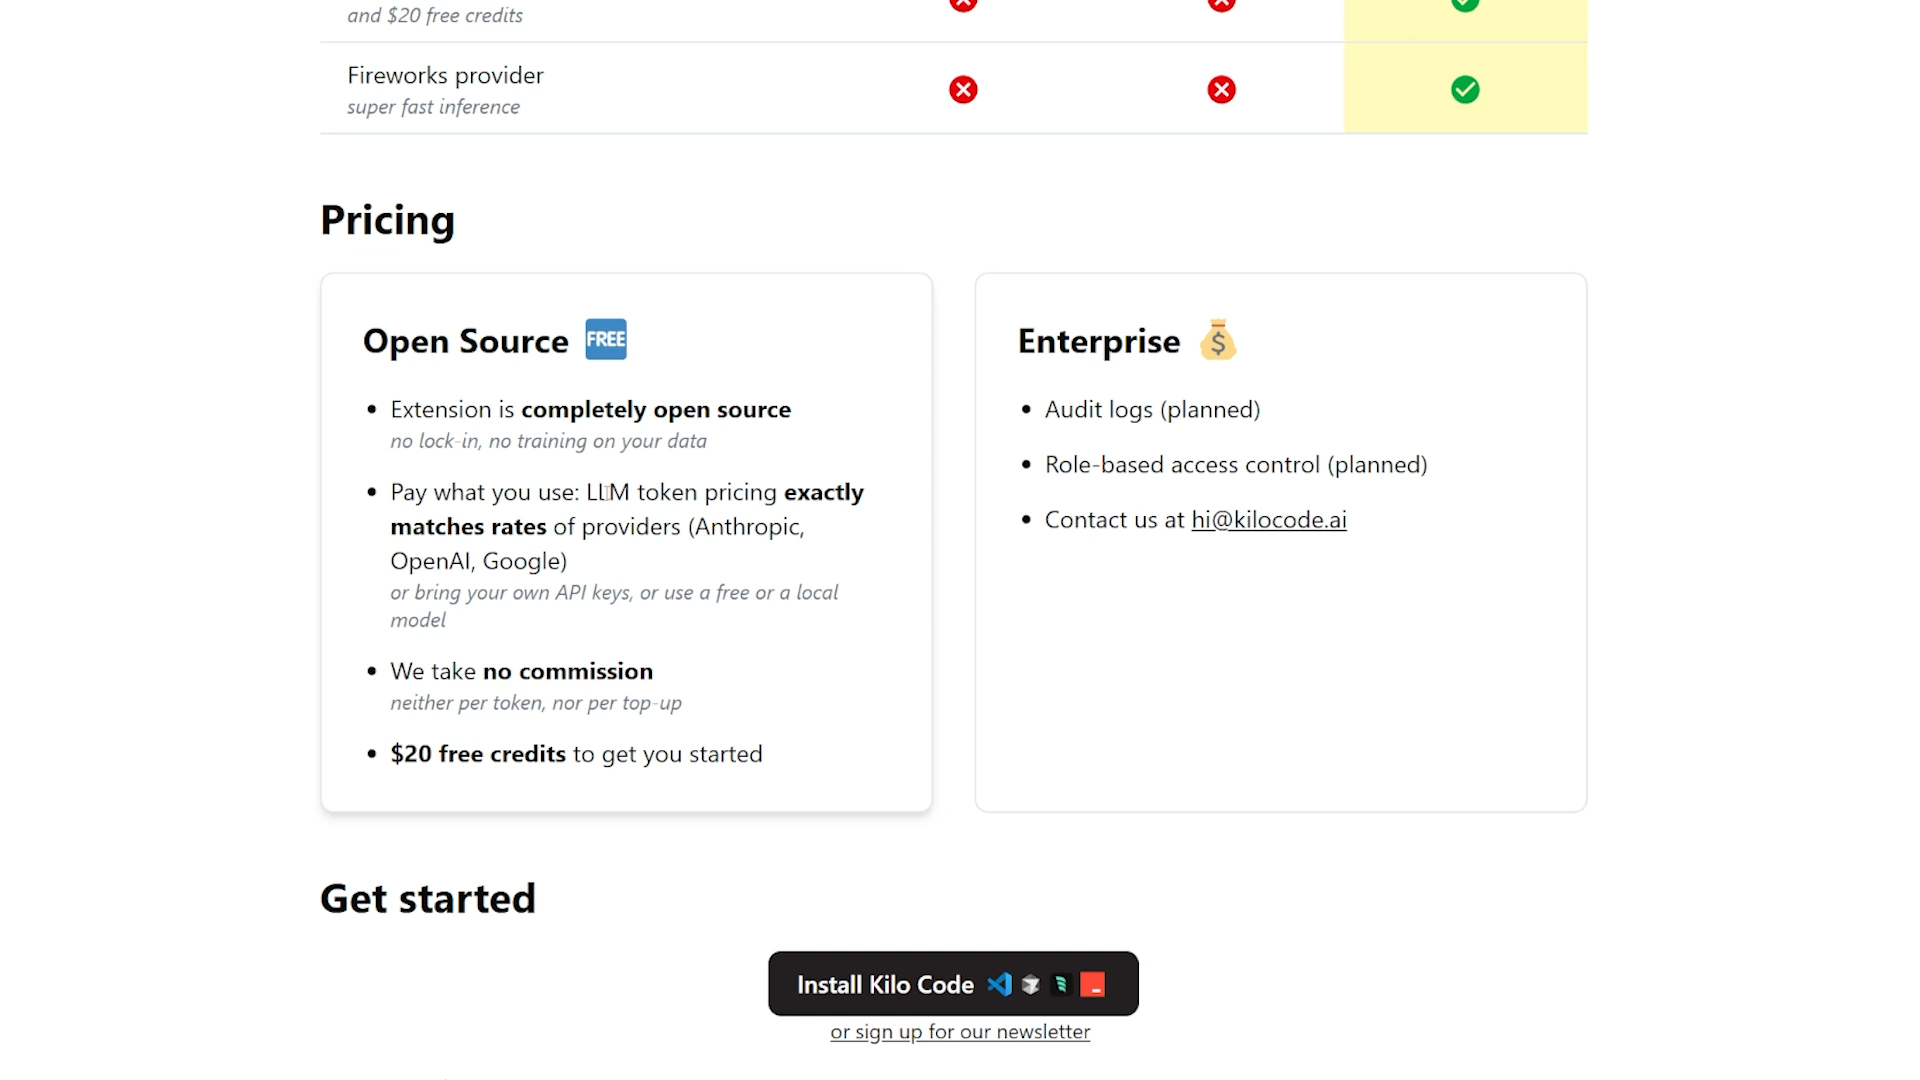 and $20 free credits
Fireworks provider
super fast inference
Pricing
Open Source FREE
Extension is completely open source
no lock-in, no training on your data
Pay what you use: LLM token pricing exactly
matches rates of providers (Anthropic,
OpenAI, Google)
or bring your own API keys, or use a free or a local
model
We take no commission
neither per token, nor per top-up
$20 free credits to get you started
Enterprise
Audit logs (planned)
Role-based access control (planned)
Contact us at hi@kilocode.ai
Get started
Install Kilo Code
or sign up for our newsletter